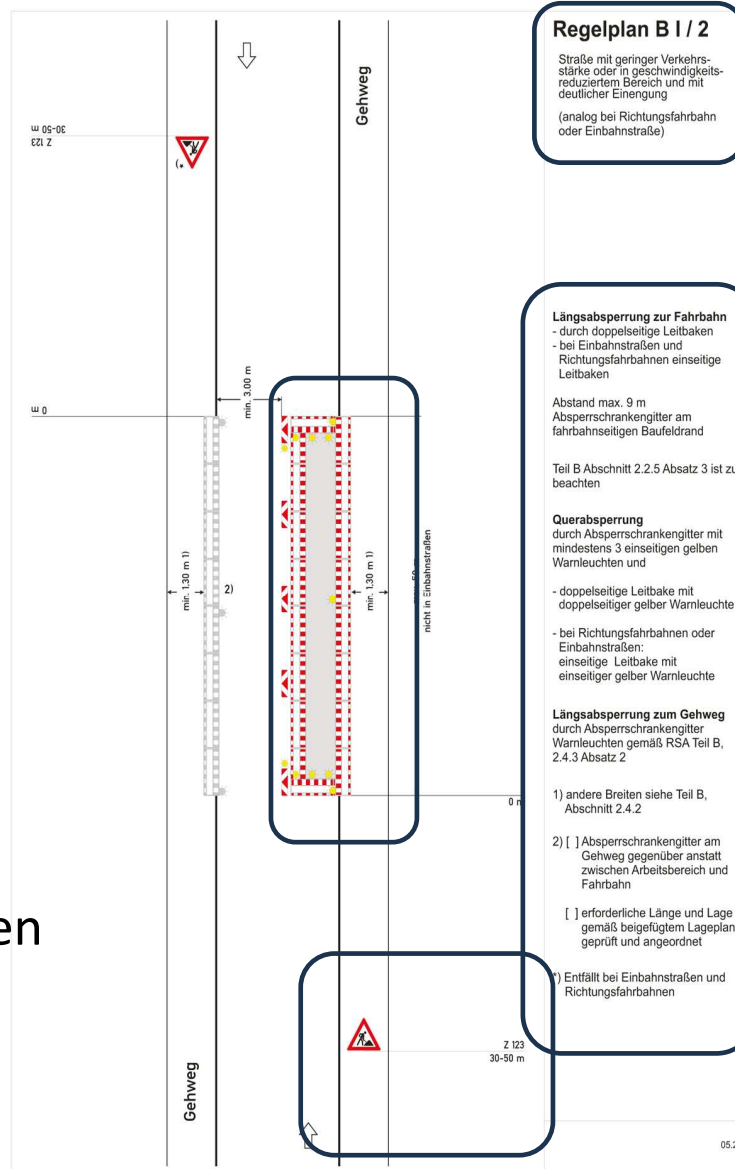 Regelplan B I / 2
Straße mit geringer Verkehrs-
stärke oder in geschwindigkeits-
reduziertem Bereich und mit
deutlicher Einengung
(analog bei Richtungsfahrbahn
oder Einbahnstraße)
Gehweg
30-50 m
Z 123
*)
min. 3,00 m
0 m
min. 1.30 m 1)
2)
min. 1.30 m 1)
nicht in Einbahnstraßen
0 m
Längsabsperrung zur Fahrbahn
- durch doppelseitige Leitbaken
- bei Einbahnstraßen und
Richtungsfahrbahnen einseitige
Leitbaken
Abstand max. 9 m
Absperrschrankengitter am
fahrbahnseitigen Baufeldrand
Teil B Abschnitt 2.2.5 Absatz 3 ist zu
beachten
Querabsperrung
durch Absperrschrankengitter mit
mindestens 3 einseitigen gelben
Warnleuchten und
- doppelseitige Leitbake mit
doppelseitiger gelber Warnleuchte
- bei Richtungsfahrbahnen oder
Einbahnstraßen:
einseitige Leitbake mit
einseitiger gelber Warnleuchte
Längsabsperrung zum Gehweg
durch Absperrschrankengitter
Warnleuchten gemäß RSA Teil B,
2.4.3 Absatz 2
1) andere Breiten siehe Teil B,
Abschnitt 2.4.2
2) [ ] Absperrschrankengitter am
Gehweg gegenüber anstatt
zwischen Arbeitsbereich und
Fahrbahn
[ ] erforderliche Länge und Lage
gemäß beigefügtem Lageplan
geprüft und angeordnet
*) Entfällt bei Einbahnstraßen und
Richtungsfahrbahnen
en
Z 123
30-50 m
Gehweg
05.2